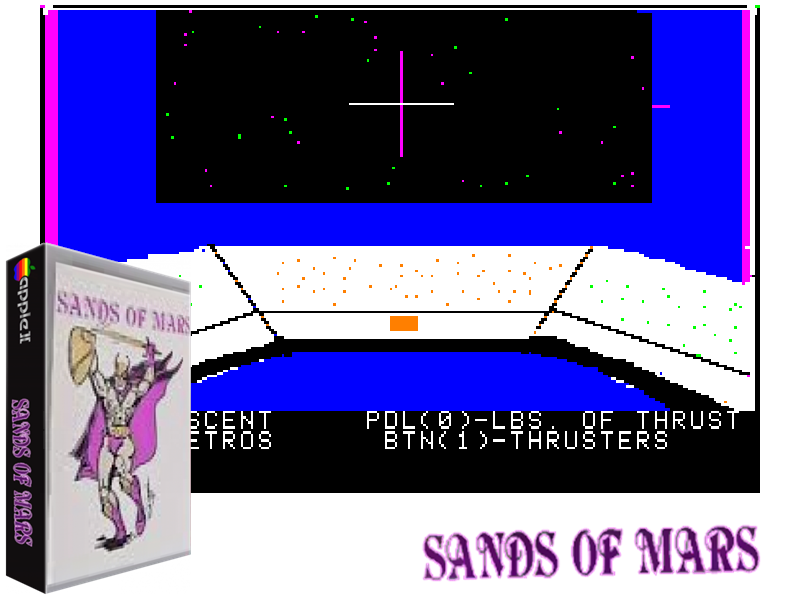 SCENT PDL(0)-LBS. OF THRUST
ETROS BTN(1)-THRUSTERS
apple ][
SANDS OF MARS
SANDS OF MARS
SANDS OF MARS